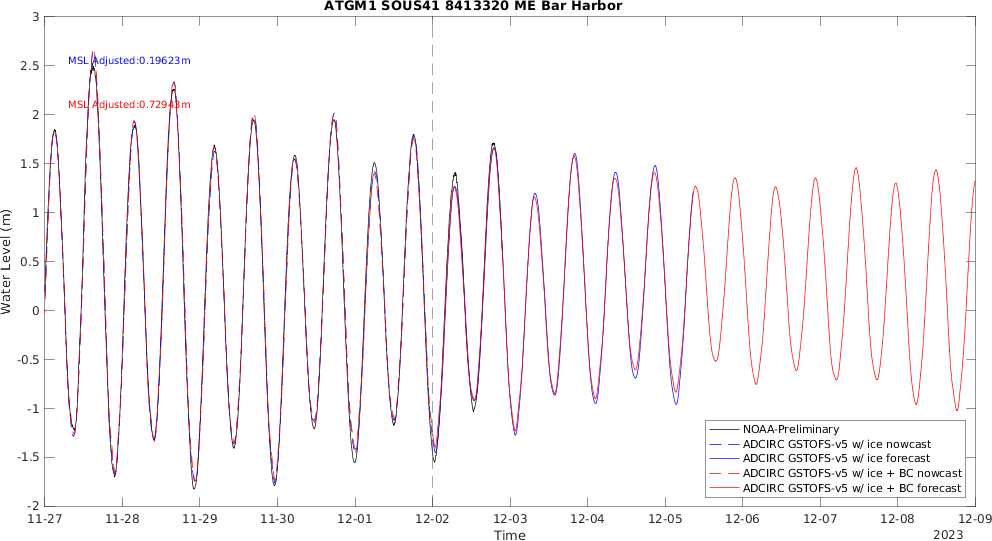 ATGM1 SOUS41 8413320 ME Bar Harbor
3
2.5
2
1.5
1
0.5
0
-0.5
-1
-1.5
-2
Water Level (m)
MSL Adjusted:0.19623m
MSL Adjusted:0.72943m
NOAA-Preliminary
ADCIRC GSTOFS-v5 w/ ice nowcast
ADCIRC GSTOFS-v5 w/ ice forecast
ADCIRC GSTOFS-v5 w/ ice + BC nowcast
ADCIRC GSTOFS-v5 w/ ice + BC forecast
11-27 11-28 11-29 11-30 12-01 12-02 12-03 12-04 12-05 12-06 12-07 12-08 12-09
Time
2023